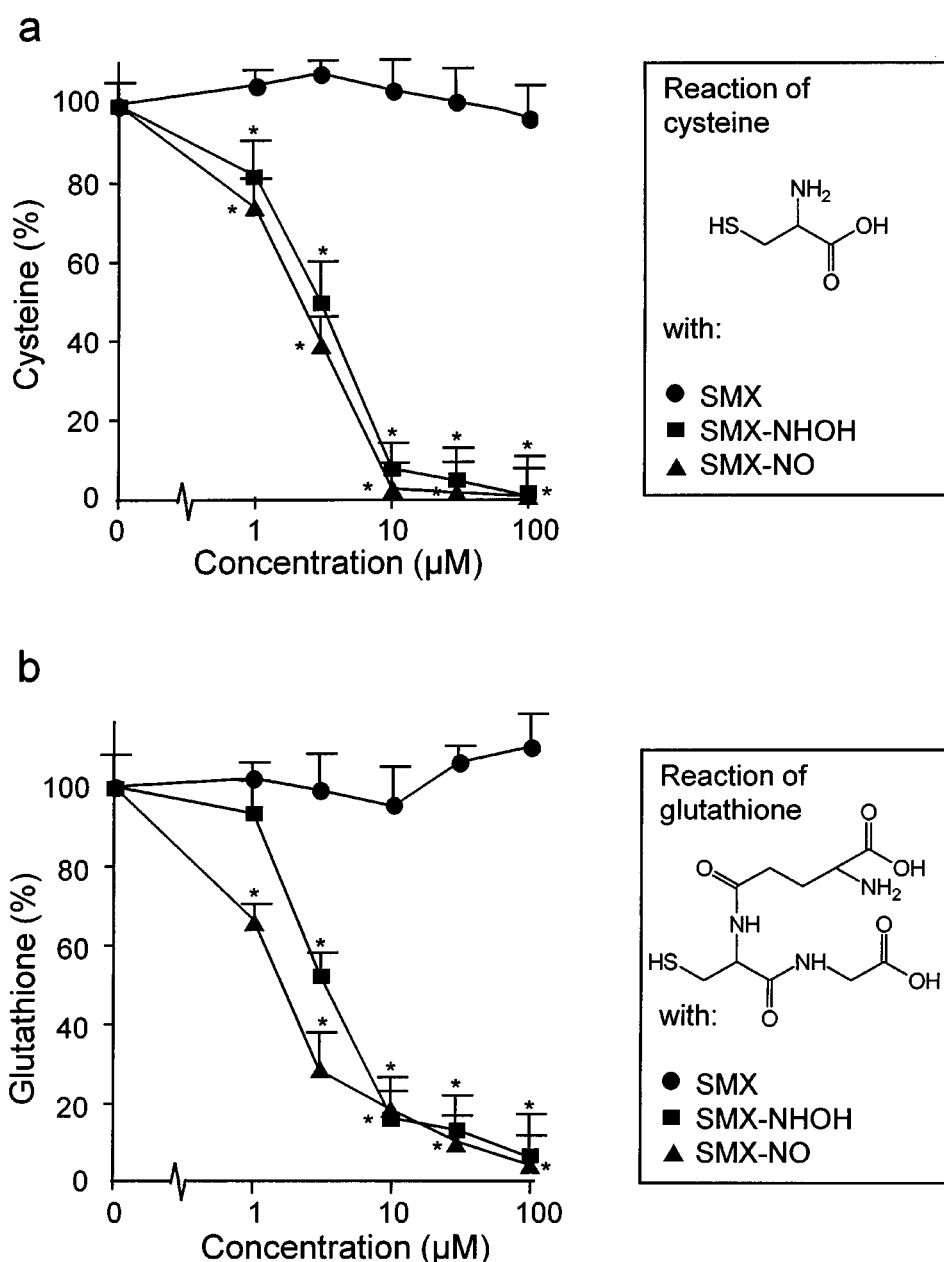 a
100
80
60
40
20
0
Cysteine (%)
* * * * * * * * * *
0 1 10 100
Concentration (µM)
Reaction of
cysteine
NH2
HS OH
O
with:
SMX
SMX-NHOH
SMX-NO
b
100
80
60
40
20
0
Glutathione (%)
* * * * * * * * *
0 1 10 100
Concentration (µM)
Reaction of
glutathione
O
O OH
NH2
NH O
HS NH OH
O
with:
SMX
SMX-NHOH
SMX-NO